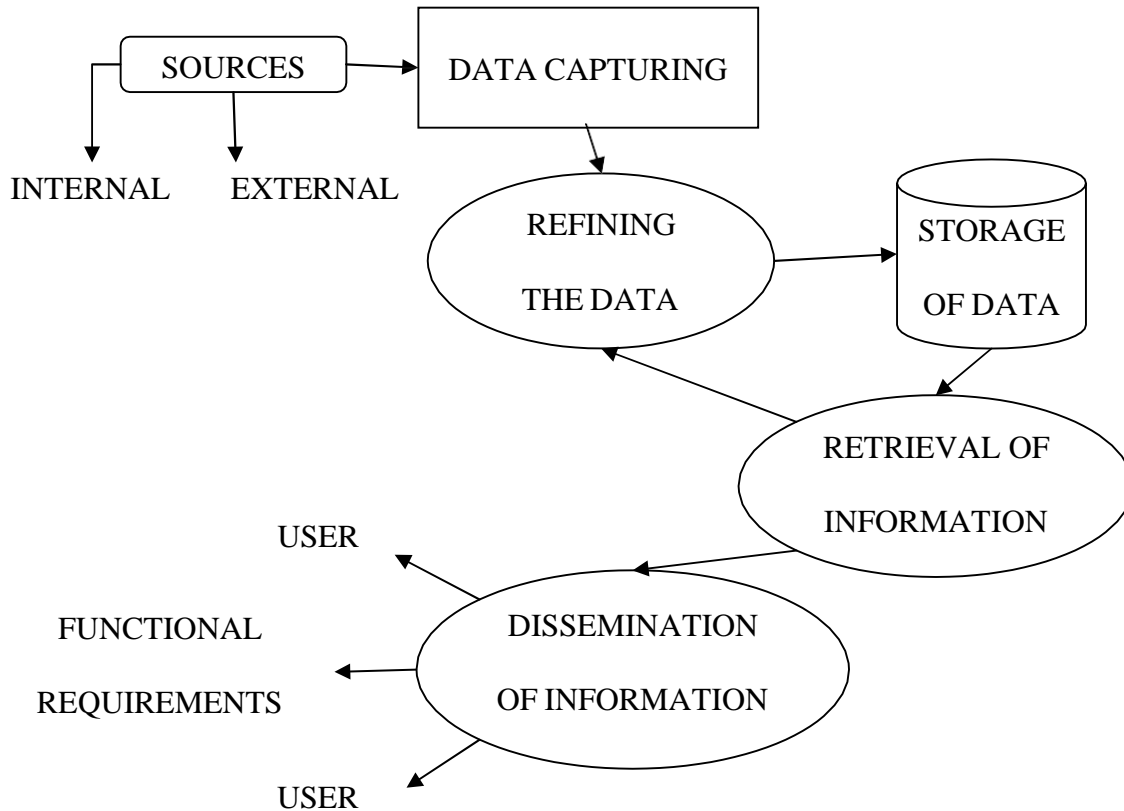 SOURCES
DATA CAPTURING
INTERNAL
EXTERNAL
REFINING
THE DATA
STORAGE
OF DATA
RETRIEVAL OF
INFORMATION
USER
DISSEMINATION
OF INFORMATION
FUNCTIONAL
REQUIREMENTS
USER